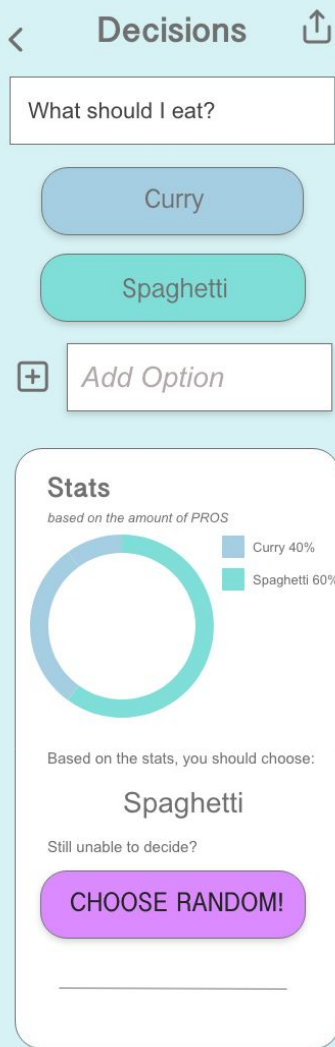 Decisions
What should I eat?
Curry
Spaghetti
Add Option
Stats
based on the amount of PROS
Curry 40%
Spaghetti 60%
Based on the stats, you should choose:
Spaghetti
Still unable to decide?
CHOOSE RANDOM!